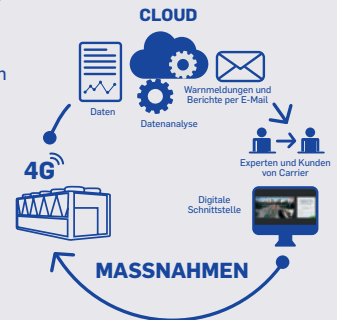 CLOUD
Warnmeldungen und
Berichte per E-Mail
Daten
Datenanalyse
4G
Experten und Kunden
von Carrier
Digitale
Schnittstelle
MASSNAHMEN